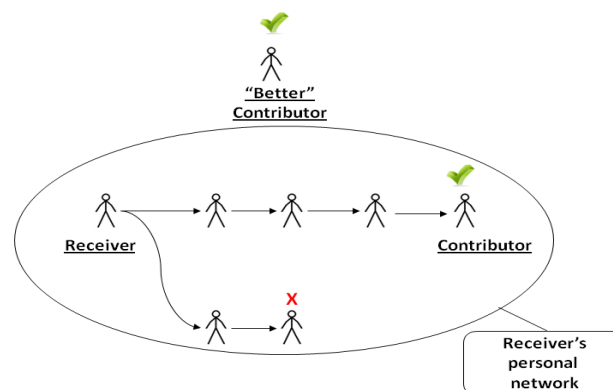 “Better”
Contributor
Receiver
Contributor
X
Receiver’s
personal
network